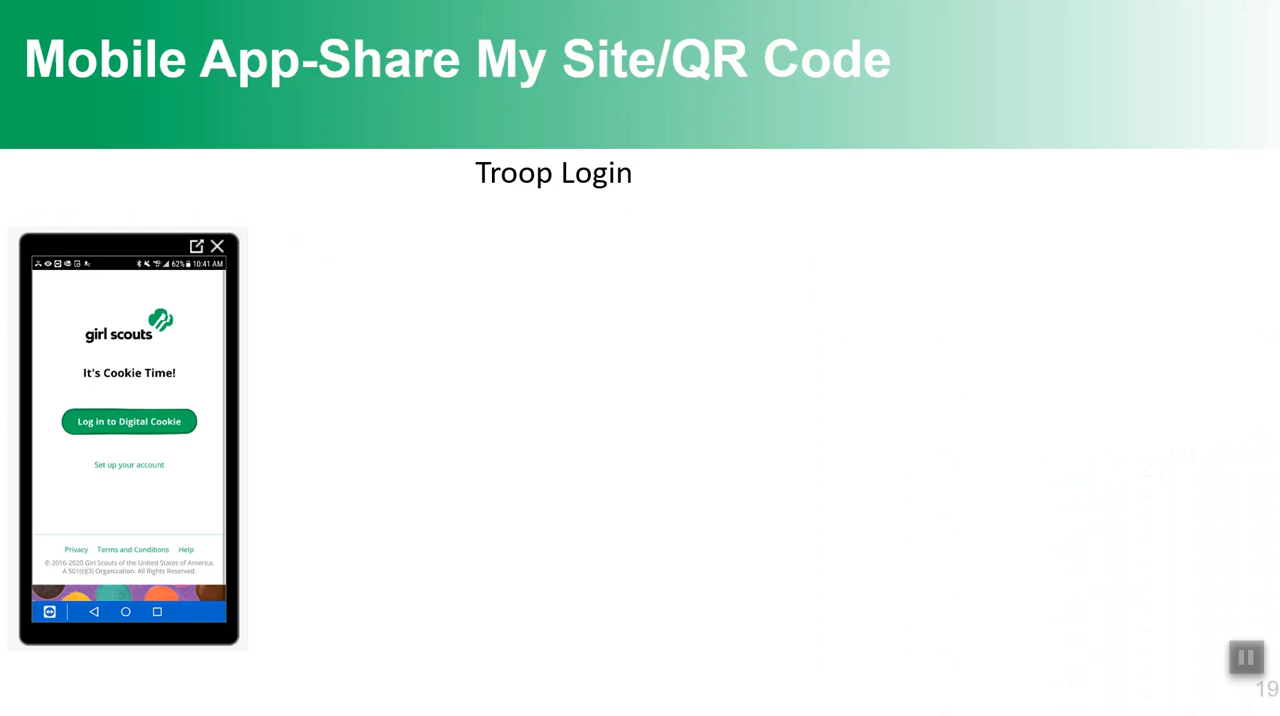 Mobile App-Share My Site/QR Code
Troop Login
62% 10:41 AM
girl scouts
It's Cookie Time!
Log in to Digital Cookie
Set up your account
Privacy Terms and Conditions Help
© 2016-2020 Girl Scouts of the United States of America.
A 501(c)(3) Organization. All Rights Reserved.
19